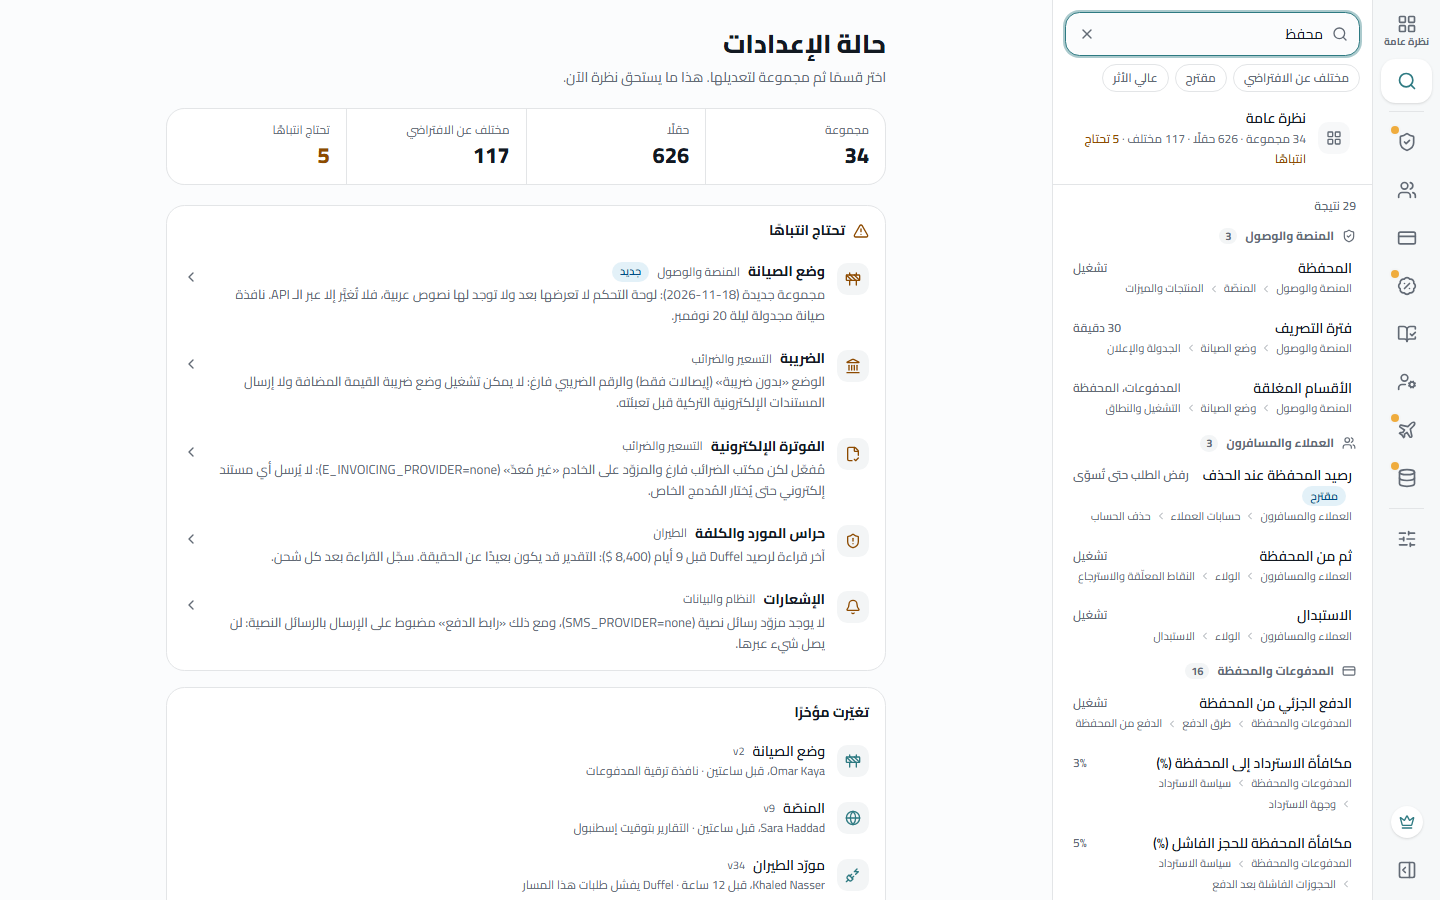 نظرة عامة
محفظ
مختلف عن الافتراضي
مقترح
عالي الأثر
نظرة عامة
34 مجموعة · 626 حقلًا · 117 مختلف · 5 تحتاج
انتباهًا
29 نتيجة
المنصة والوصول 3
المحفظة تشغيل
المنصة والوصول › المنصّة › المنتجات والميزات
فترة التصريف 30 دقيقة
المنصة والوصول › وضع الصيانة › الجدولة والإعلان
الأقسام المغلقة المدفوعات، المحفظة
المنصة والوصول › وضع الصيانة › التشغيل والنطاق
العملاء والمسافرون 3
رصيد المحفظة عند الحذف رفض الطلب حتى تُسوّى
مقترح
العملاء والمسافرون › حسابات العملاء › حذف الحساب
ثم من المحفظة تشغيل
العملاء والمسافرون › الولاء › النقاط المعلّقة والاسترجاع
الاستبدال تشغيل
العملاء والمسافرون › الولاء › الاستبدال
المدفوعات والمحفظة 16
الدفع الجزئي من المحفظة تشغيل
المدفوعات والمحفظة › طرق الدفع › الدفع من المحفظة
مكافأة الاسترداد إلى المحفظة (%) 3%
المدفوعات والمحفظة › سياسة الاسترداد
› وجهة الاسترداد
مكافأة المحفظة للحجز الفاشل (%) 5%
المدفوعات والمحفظة › سياسة الاسترداد
› الحجوزات الفاشلة بعد الدفع
حالة الإعدادات
اختر قسمًا ثم مجموعة لتعديلها. هذا ما يستحق نظرة الآن.
مجموعة
34
حقلًا
626
مختلف عن الافتراضي
117
تحتاج انتباهًا
5
تحتاج انتباهًا
وضع الصيانة المنصة والوصول جديد
مجموعة جديدة (2026-11-18): لوحة التحكم لا تعرضها بعد ولا توجد لها نصوص عربية، فلا تُغيَّر إلا عبر الـ API. نافذة
صيانة مجدولة ليلة 20 نوفمبر.
الضريبة التسعير والضرائب
الوضع «بدون ضريبة» (إيصالات فقط) والرقم الضريبي فارغ: لا يمكن تشغيل وضع ضريبة القيمة المضافة ولا إرسال
المستندات الإلكترونية التركية قبل تعبئته.
الفوترة الإلكترونية التسعير والضرائب
مُفعّل لكن مكتب الضرائب فارغ والمزوّد على الخادم «غير مُعدّ» (E_INVOICING_PROVIDER=none): لا يُرسل أي مستند
إلكتروني حتى يُختار المُدمج الخاص.
حراس المورد والكلفة الطيران
آخر قراءة لرصيد Duffel قبل 9 أيام (8,400 $): التقدير قد يكون بعيدًا عن الحقيقة. سجّل القراءة بعد كل شحن.
الإشعارات النظام والبيانات
لا يوجد مزوّد رسائل نصية (SMS_PROVIDER=none)، ومع ذلك «رابط الدفع» مضبوط على الإرسال بالرسائل النصية: لن
يصل شيء عبرها.
تغيّرت مؤخرًا
وضع الصيانة v2
Omar Kaya، قبل ساعتين · نافذة ترقية المدفوعات
المنصّة v9
Sara Haddad، قبل ساعتين · التقارير بتوقيت إسطنبول
مورّد الطيران v34
Khaled Nasser، قبل 12 ساعة · Duffel يفشل طلبات هذا المسار